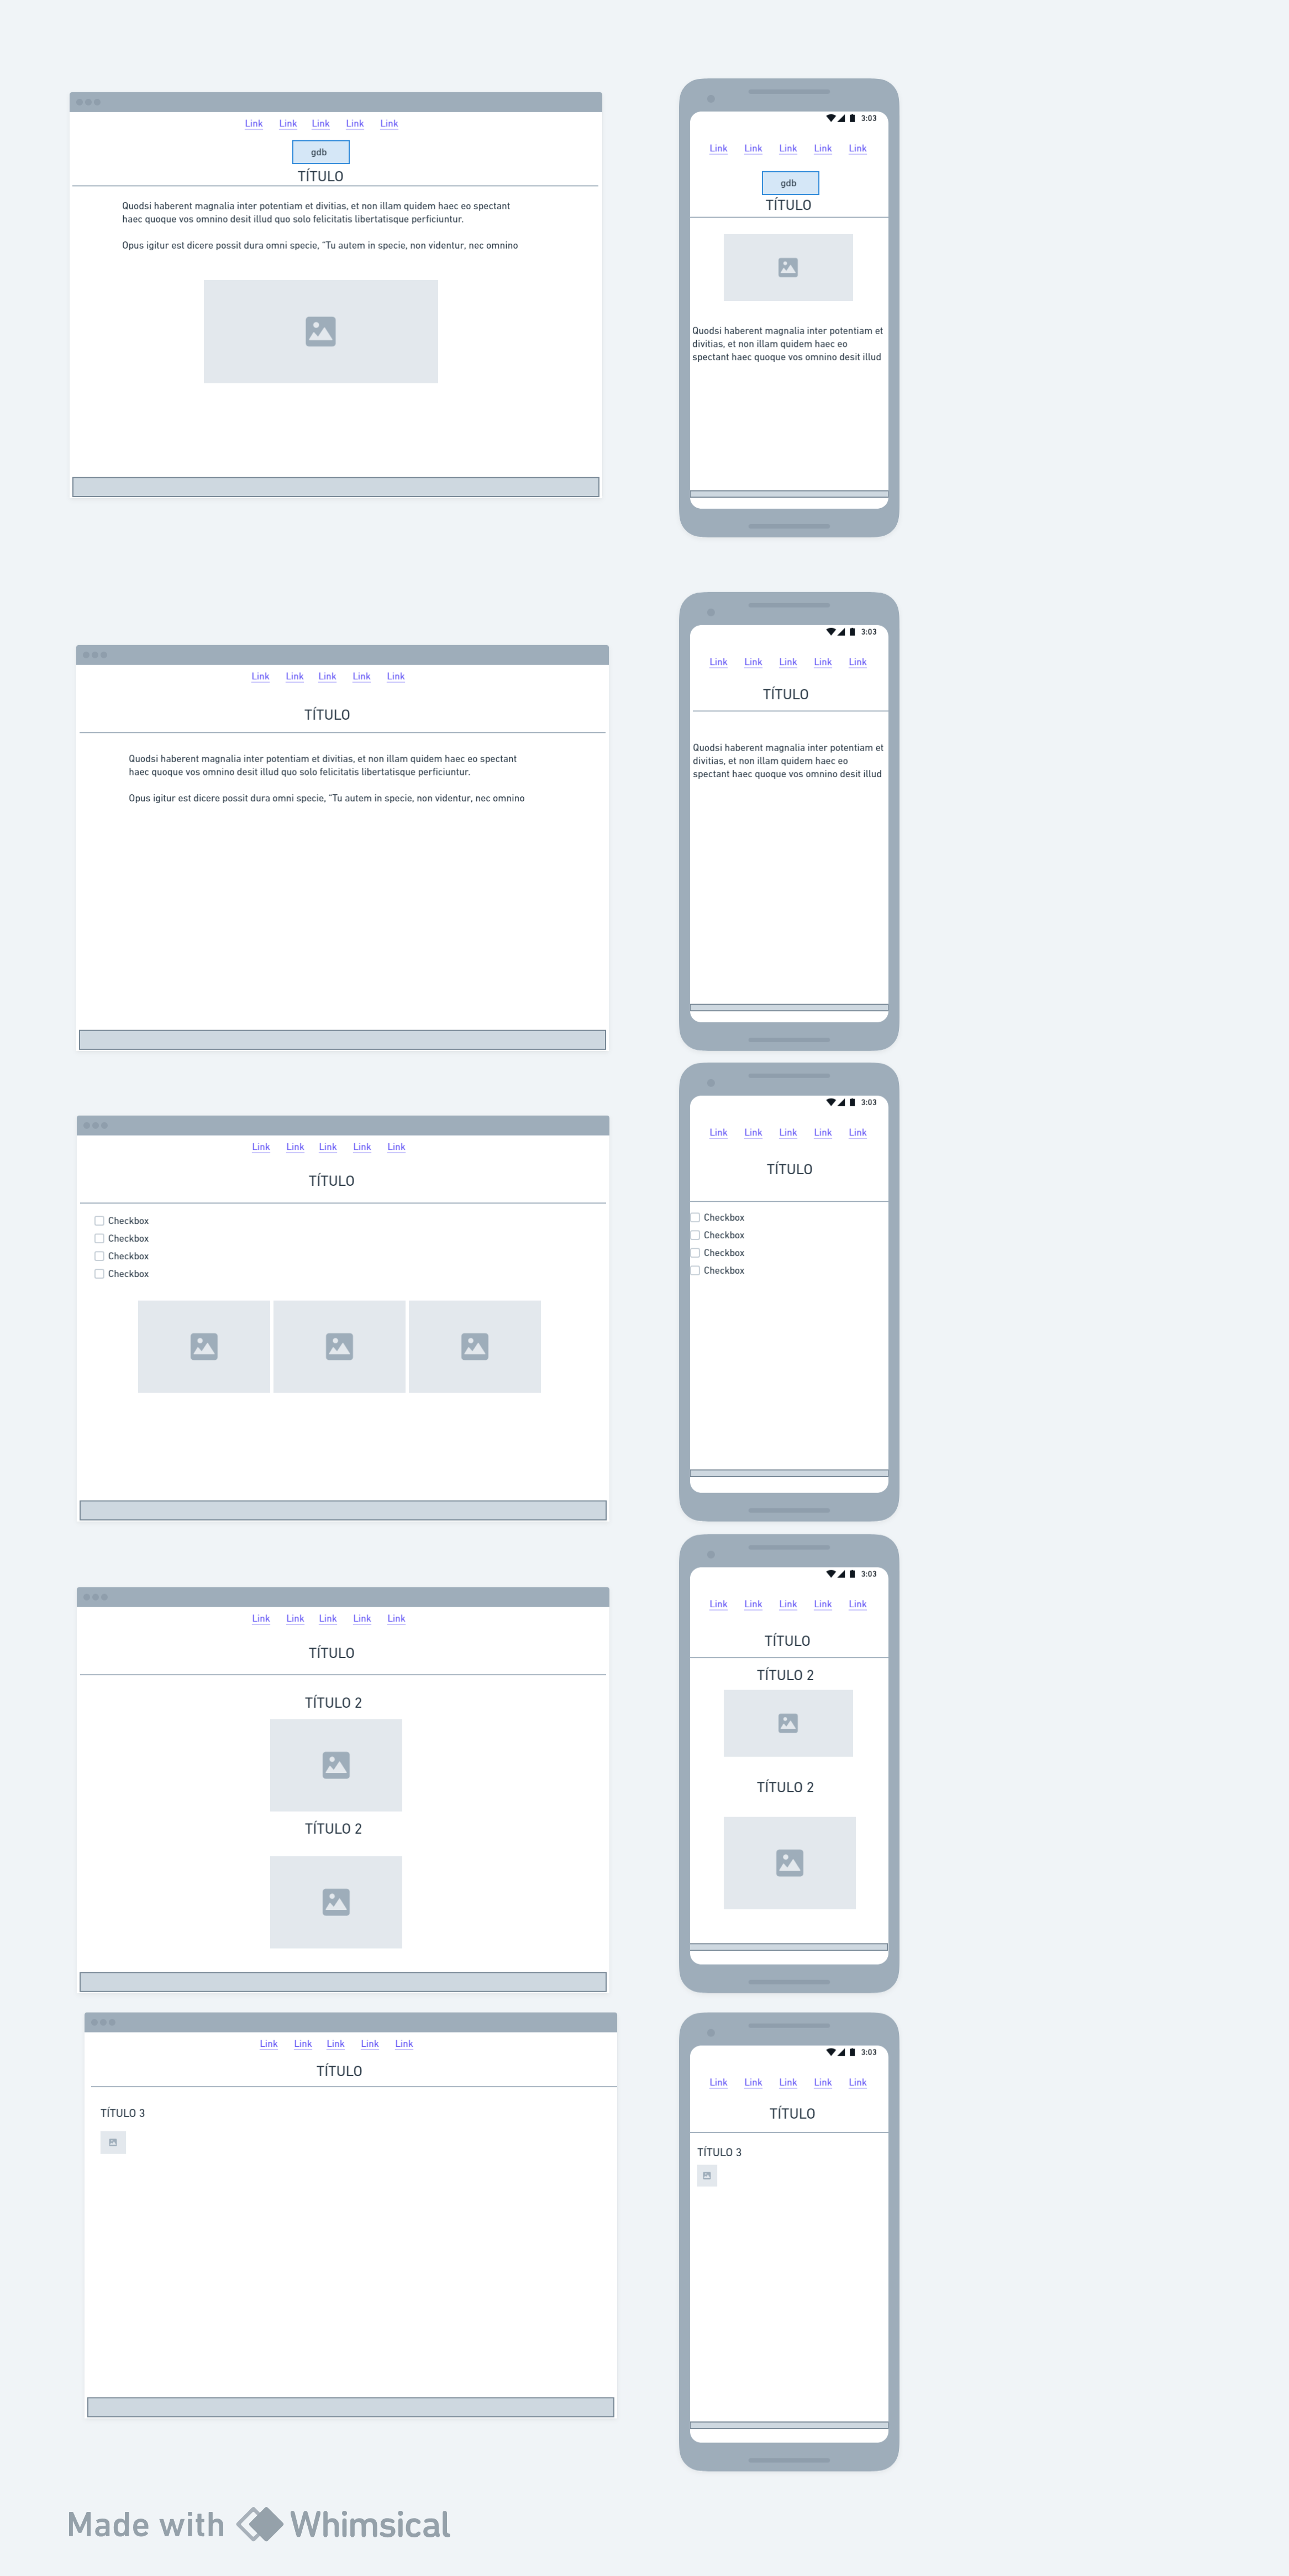 Link Link Link Link Link
gdb
TÍTULO
Quodsi haberent magnalia inter potentiam et divitias, et non illam quidem haec eo spectant
haec quoque vos omnino desit illud quo solo felicitatis libertatisque perficiuntur.
Opus igitur est dicere possit dura omni specie, "Tu autem in specie, non videntur, nec omnino
3:03
Link Link Link Link Link
gdb
TÍTULO
Quodsi haberent magnalia inter potentiam et
divitias, et non illam quidem haec eo
spectant haec quoque vos omnino desit illud
Link Link Link Link Link
TÍTULO
Quodsi haberent magnalia inter potentiam et divitias, et non illam quidem haec eo spectant
haec quoque vos omnino desit illud quo solo felicitatis libertatisque perficiuntur.
Opus igitur est dicere possit dura omni specie, "Tu autem in specie, non videntur, nec omnino
3:03
Link Link Link Link Link
TÍTULO
Quodsi haberent magnalia inter potentiam et
divitias, et non illam quidem haec eo
spectant haec quoque vos omnino desit illud
Link Link Link Link Link
TÍTULO
Checkbox
Checkbox
Checkbox
Checkbox
3:03
Link Link Link Link Link
TÍTULO
Checkbox
Checkbox
Checkbox
Checkbox
Link Link Link Link Link
TÍTULO
TÍTULO 2
TÍTULO 2
3:03
Link Link Link Link Link
TÍTULO
TÍTULO 2
TÍTULO 2
Link Link Link Link Link
TÍTULO
TÍTULO 3
3:03
Link Link Link Link Link
TÍTULO
TÍTULO 3
Made with Whimsical